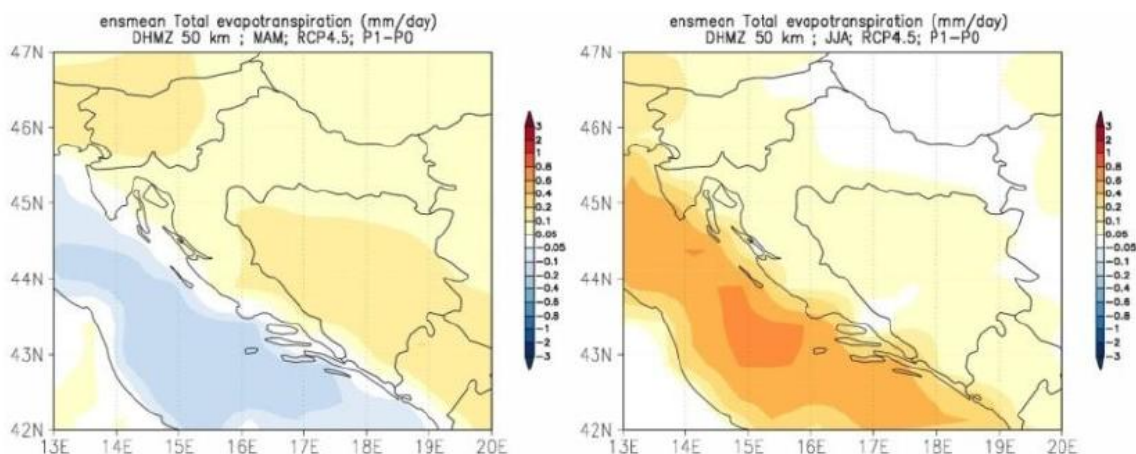 ensmean Total evapotranspiration (mm/day)
DHMZ 50 km ; MAM; RCP4.5; P1-P0
47N
46N
45N
44N
43N
42N
13E 14E 15E 16E 17E 18E 19E 20E
3
2
1
0.8
0.6
0.4
0.2
0.1
0.05
-0.05
-0.1
-0.2
-0.4
-0.8
-1
-2
-3
ensmean Total evapotranspiration (mm/day)
DHMZ 50 km ; JJA; RCP4.5; P1-P0
47N
46N
45N
44N
43N
42N
13E 14E 15E 16E 17E 18E 19E 20E
3
2
1
0.8
0.6
0.4
0.2
0.1
0.05
-0.05
-0.1
-0.2
-0.4
-0.8
-1
-2
-3